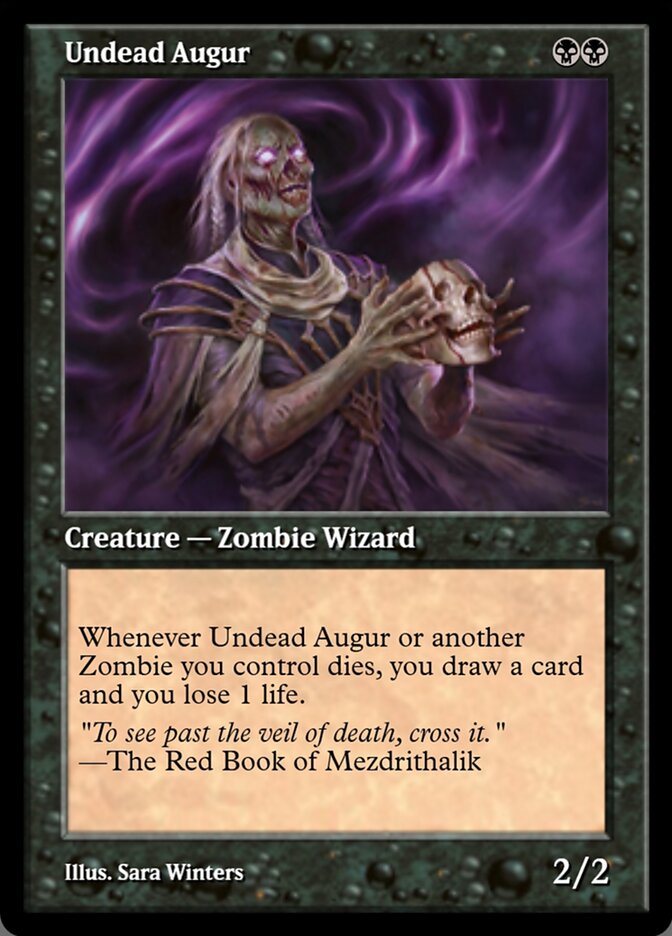 Undead Augur
Creature — Zombie Wizard
Whenever Undead Augur or another
Zombie you control dies, you draw a card
and you lose 1 life.
"To see past the veil of death, cross it."
—The Red Book of Mezdrithalik
Illus. Sara Winters
2/2